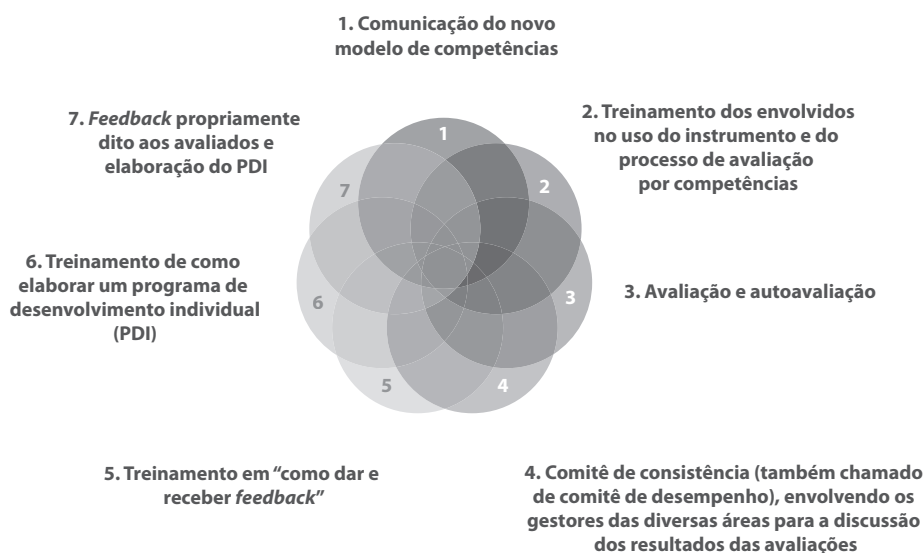 1. Comunicação do novo
modelo de competências
2. Treinamento dos envolvidos
no uso do instrumento e do
processo de avaliação
por competências
3. Avaliação e autoavaliação
4. Comitê de consistência (também chamado
de comitê de desempenho), envolvendo os
gestores das diversas áreas para a discussão
dos resultados das avaliações
5. Treinamento em “como dar e
receber feedback”
6. Treinamento de como
elaborar um programa de
desenvolvimento individual
(PDI)
7. Feedback propriamente
dito aos avaliados e
elaboração do PDI
1
2
3
4
5
6
7